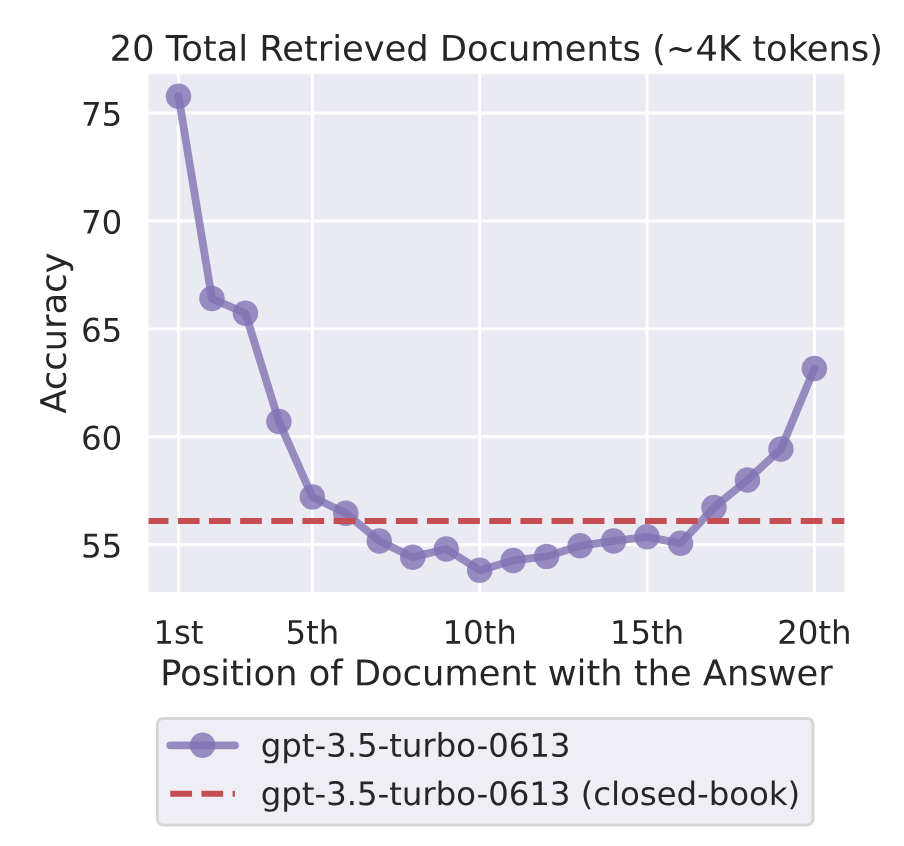 20 Total Retrieved Documents (~4K tokens)
Accuracy
75
70
65
60
55
1st 5th 10th 15th 20th
Position of Document with the Answer
gpt-3.5-turbo-0613
gpt-3.5-turbo-0613 (closed-book)